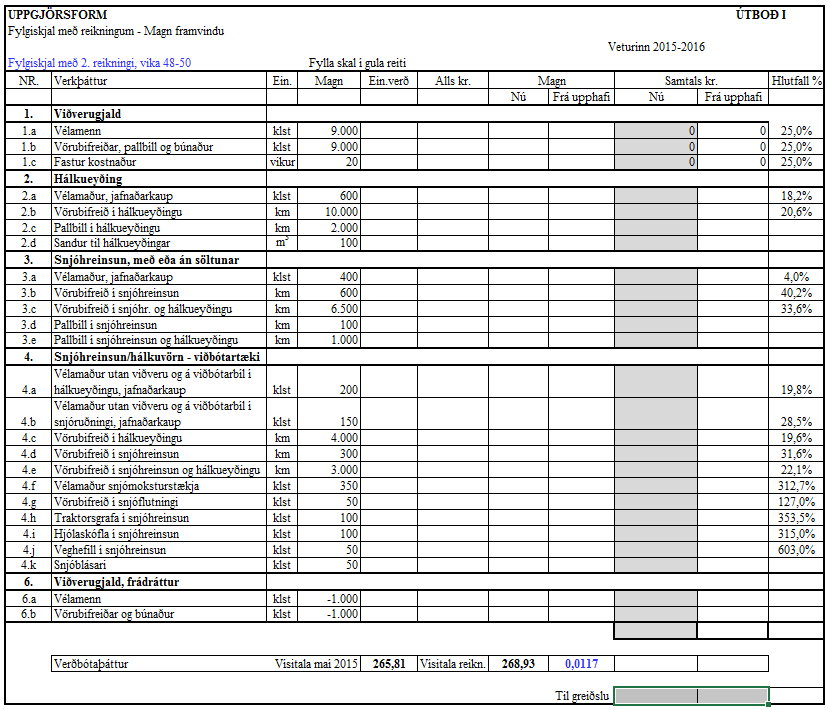 UPPGJÖRSFORM ÚTBOÐ I
Fylgiskjal með reikningum - Magn framvindu
Veturinn 2015-2016
Fylgiskjal með 2. reikningi, vika 48-50 Fylla skal í gula reiti
NR. Verkþáttur Ein. Magn Ein.verð Alls kr. Magn Samtals kr. Hlutfall %
Nú Frá upphafi Nú Frá upphafi
1. Viðverugjald
1.a Vélamenn klst 9.000 0 0 25,0%
1.b Vörubifreiðar, pallbill og búnaður klst 9.000 0 0 25,0%
1.c Fastur kostnaður vikur 20 0 0 25,0%
2. Hálkueyðing
2.a Vélamaður, jafnaðarkaup klst 600 18,2%
2.b Vörubifreið í hálkueyðingu km 10.000 20,6%
2.c Pallbill í hálkueyðingu km 2.000
2.d Sandur til hálkueyðingar m³ 100
3. Snjóhreinsun, með eða án söltunar
3.a Vélamaður, jafnaðarkaup klst 400 4,0%
3.b Vörubifreið í snjóhreinsun km 600 40,2%
3.c Vörubifreið í snjóhr. og hálkueyðingu km 6.500 33,6%
3.d Pallbill í snjóhreinsun km 100
3.e Pallbill í snjóhreinsun og hálkueyðingu km 1.000
4. Snjóhreinsun/hálkuvörn - viðbótartæki
Vélamaður utan viðveru og á viðbótarbíl í
4.a hálkueyðingu, jafnaðarkaup klst 200 19,8%
Vélamaður utan viðveru og á viðbótarbíl í
4.b snjóruðningi, jafnaðarkaup klst 150 28,5%
4.c Vörubifreið í hálkueyðingu km 4.000 19,6%
4.d Vörubifreið í snjóhreinsun km 300 31,6%
4.e Vörubifreið í snjóhreinsun og hálkueyðingu km 3.000 22,1%
4.f Vélamaður snjómoksturstækja klst 350 312,7%
4.g Vörubifreið í snjóflutningi klst 50 127,0%
4.h Traktorsgrafa í snjóhreinsun klst 100 353,5%
4.i Hjólaskófla í snjóhreinsun klst 100 315,0%
4.j Veghefill í snjóhreinsun klst 50 603,0%
4.k Snjóblásari klst 50
6. Viðverugjald, frádráttur
6.a Vélamenn klst -1.000
6.b Vörubifreiðar og búnaður klst -1.000
Verðbótaþáttur Vísitala maí 2015 265,81 Vísitala reikn. 268,93 0,0117
Til greiðslu